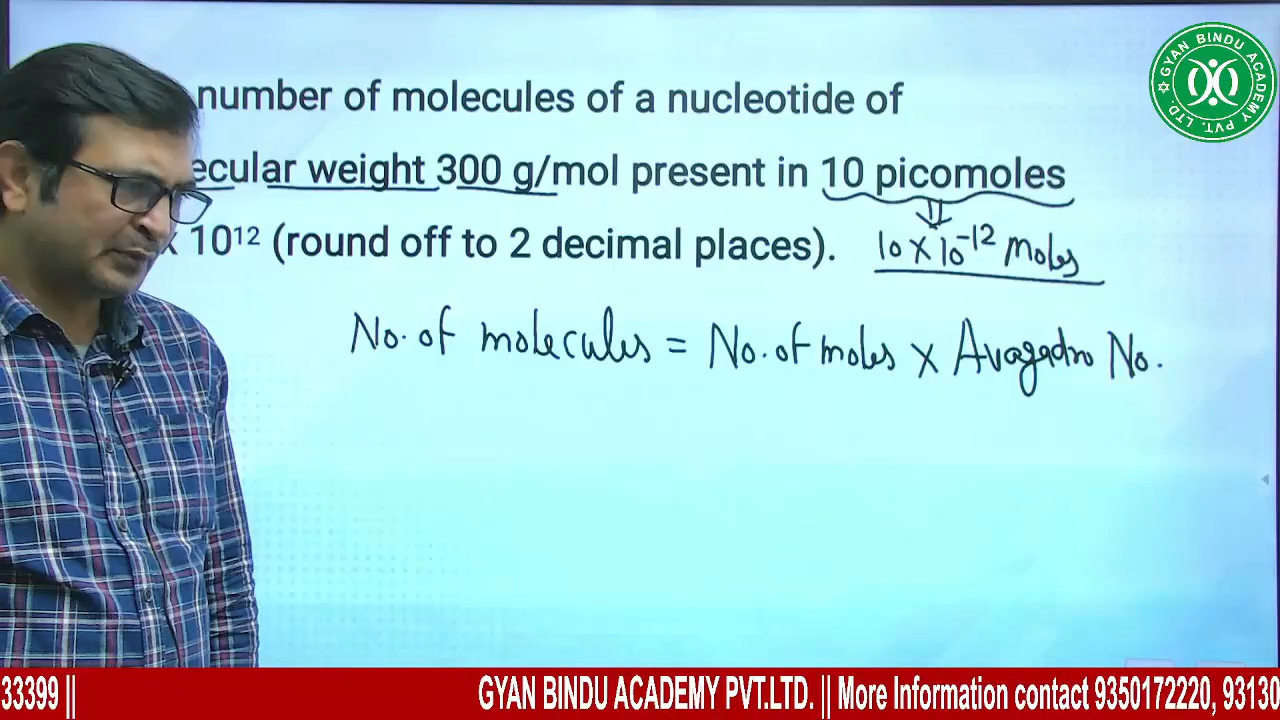 number of molecules of a nucleotide of
ecular weight 300 g/mol present in 10 picomoles
x 10¹² (round off to 2 decimal places).
10 x 10⁻¹² Moles
No. of molecules = No. of moles x Avagadro No.
GYAN BINDU ACADEMY PVT. LTD.
33399 || GYAN BINDU ACADEMY PVT.LTD. || More Information contact 9350172220, 93130